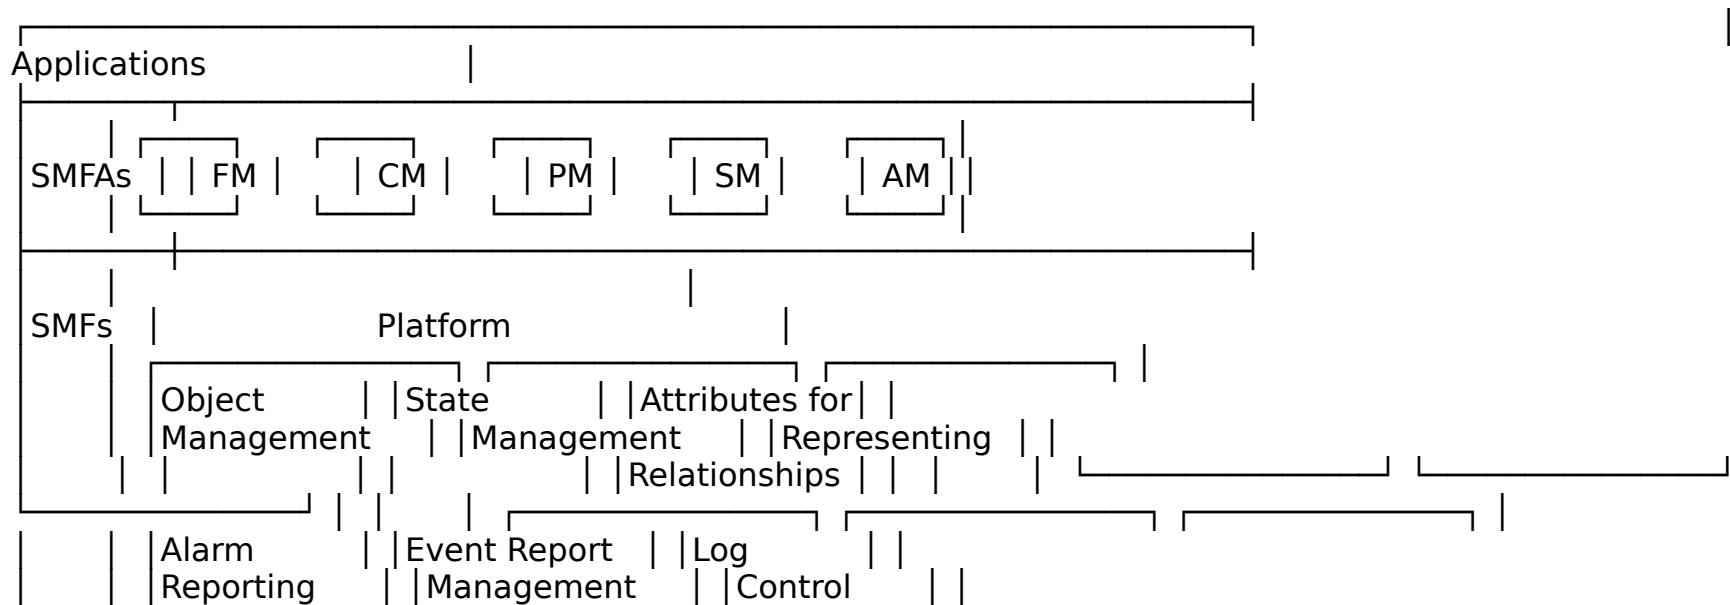 Applications
SMFAs FM CM PM SM AM
SMFs Platform
Object State Attributes for
Management Management Representing
Relationships
Alarm Event Report Log
Reporting Management Control